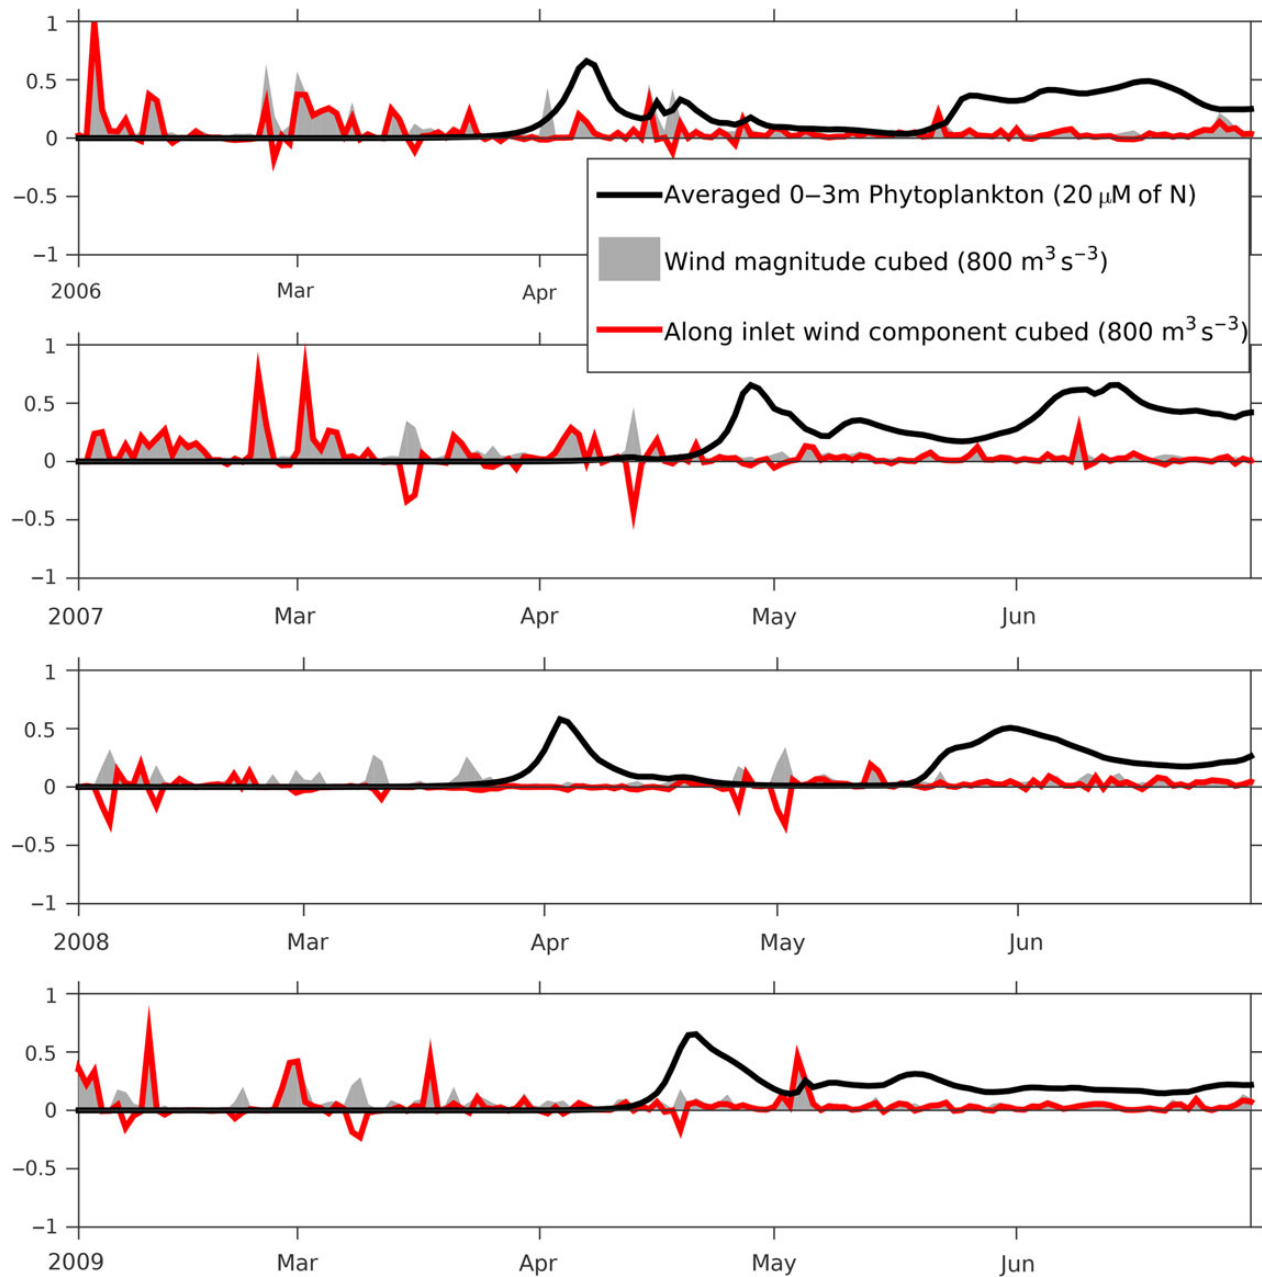 1
0.5
0
−0.5
−1
2006 Mar Apr
Averaged 0−3m Phytoplankton (20 μM of N)
Wind magnitude cubed (800 m³ s⁻³)
Along inlet wind component cubed (800 m³ s⁻³)
1
0.5
0
−0.5
−1
2007 Mar Apr May Jun
1
0.5
0
−0.5
−1
2008 Mar Apr May Jun
1
0.5
0
−0.5
−1
2009 Mar Apr May Jun